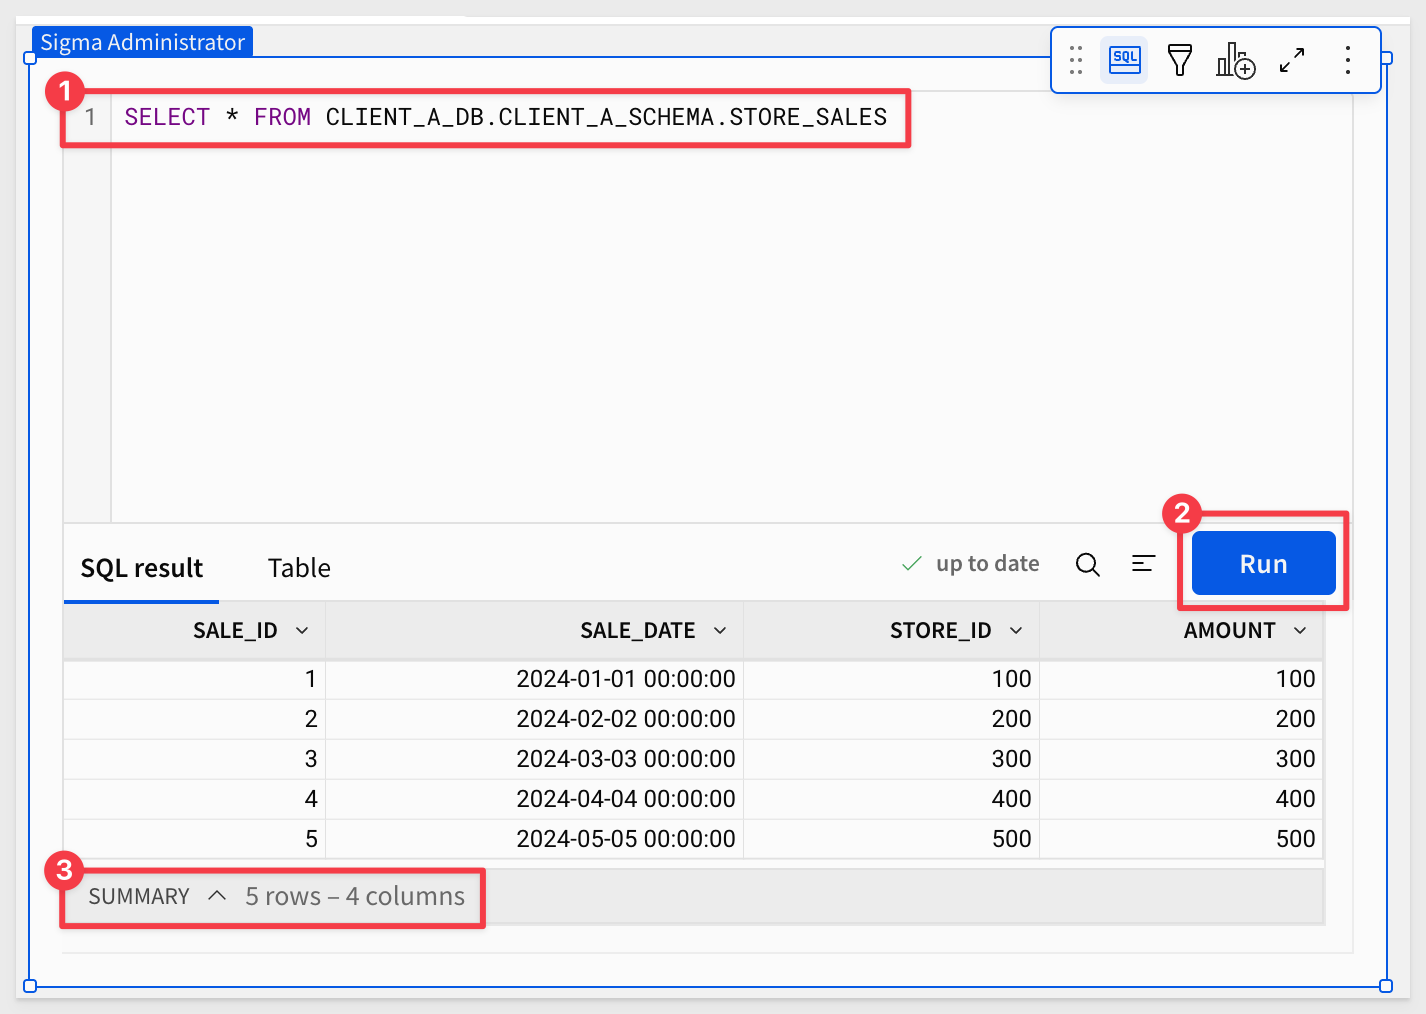 Sigma Administrator
SQL
1
1 SELECT * FROM CLIENT_A_DB.CLIENT_A_SCHEMA.STORE_SALES
2
SQL result Table up to date Run
SALE_ID SALE_DATE STORE_ID AMOUNT
1 2024-01-01 00:00:00 100 100
2 2024-02-02 00:00:00 200 200
3 2024-03-03 00:00:00 300 300
4 2024-04-04 00:00:00 400 400
5 2024-05-05 00:00:00 500 500
3
SUMMARY 5 rows – 4 columns